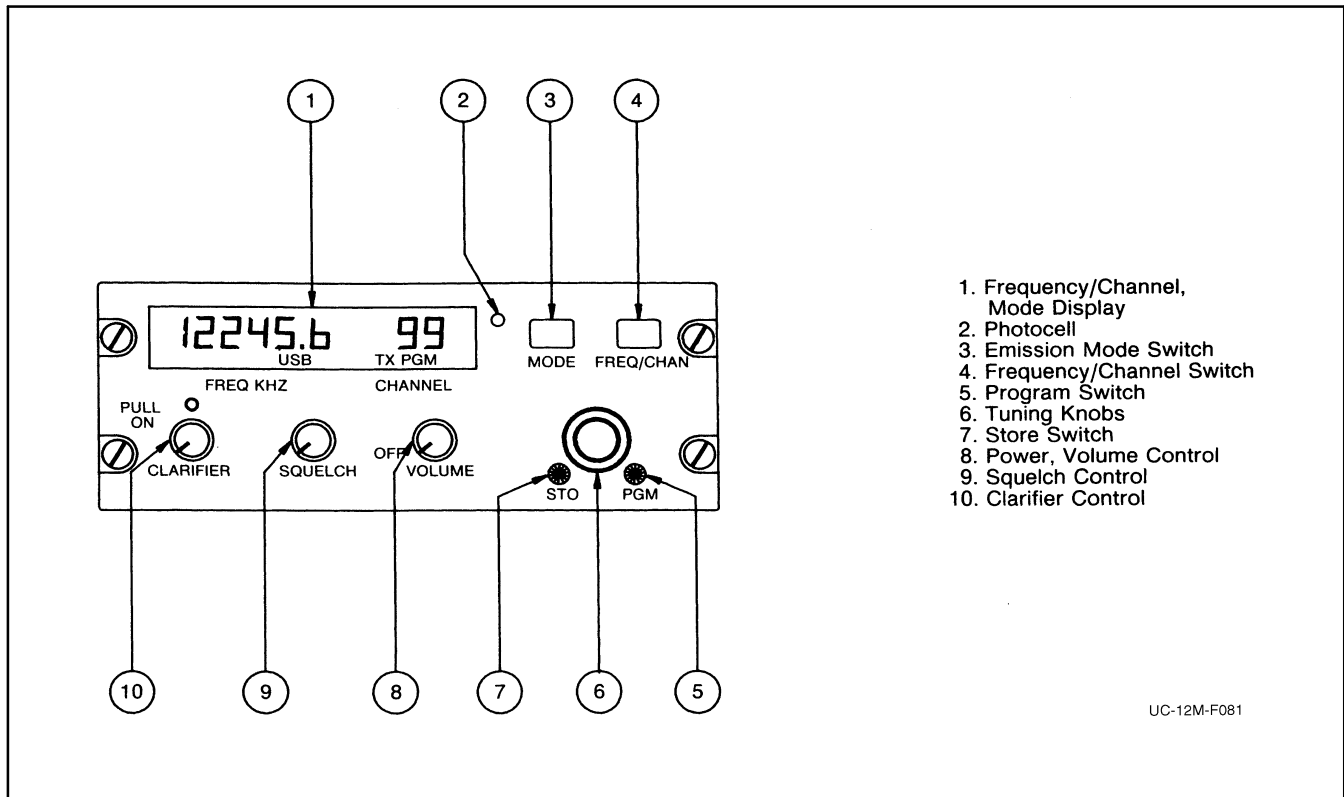 1
2
3
4
12245.6 99
USB TX PGM
MODE FREQ/CHAN
FREQ KHZ CHANNEL
PULL
ON
OFF
CLARIFIER SQUELCH VOLUME
STO PGM
10
9
8
7
6
5
1. Frequency/Channel,
Mode Display
2. Photocell
3. Emission Mode Switch
4. Frequency/Channel Switch
5. Program Switch
6. Tuning Knobs
7. Store Switch
8. Power, Volume Control
9. Squelch Control
10. Clarifier Control
UC-12M-F081